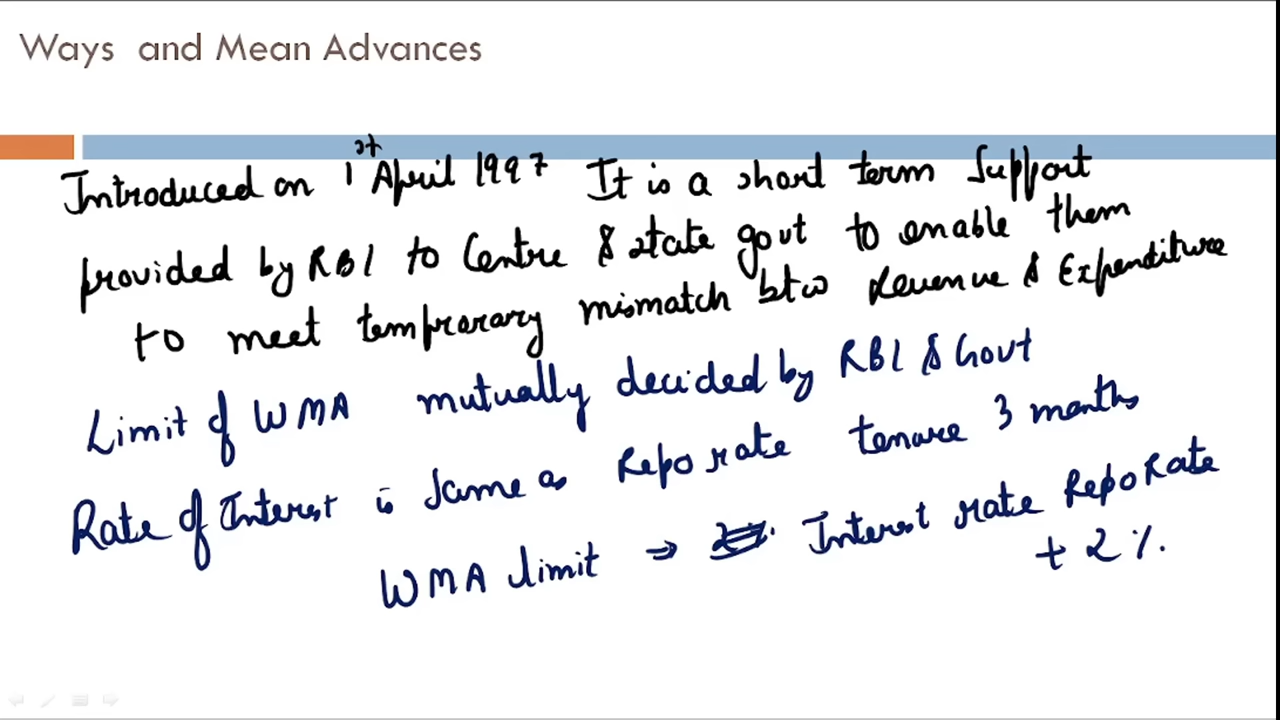 Ways and Mean Advances
Introduced on 1st April 1997 It is a short term Support
provided by RBI to Centre & state govt to enable them
to meet temprorary mismatch btw Revenue & Expenditure
Limit of WMA mutually decided by RBI & Govt
Rate of Interest is Same as Repo rate tenure 3 months
WMA limit → Interest rate Repo Rate
+ 2 %.